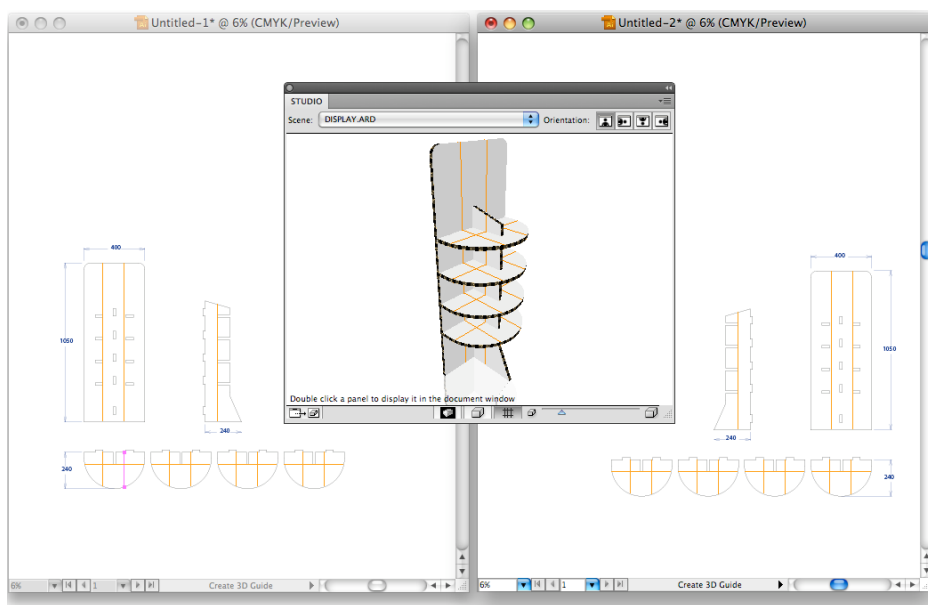 Untitled-1* @ 6% (CMYK/Preview)
Untitled-2* @ 6% (CMYK/Preview)
STUDIO
Scene: DISPLAY.ARD Orientation:
Double click a panel to display it in the document window
400
1050
240
240
400
1050
240
240
6% 1 Create 3D Guide
6% 1 Create 3D Guide